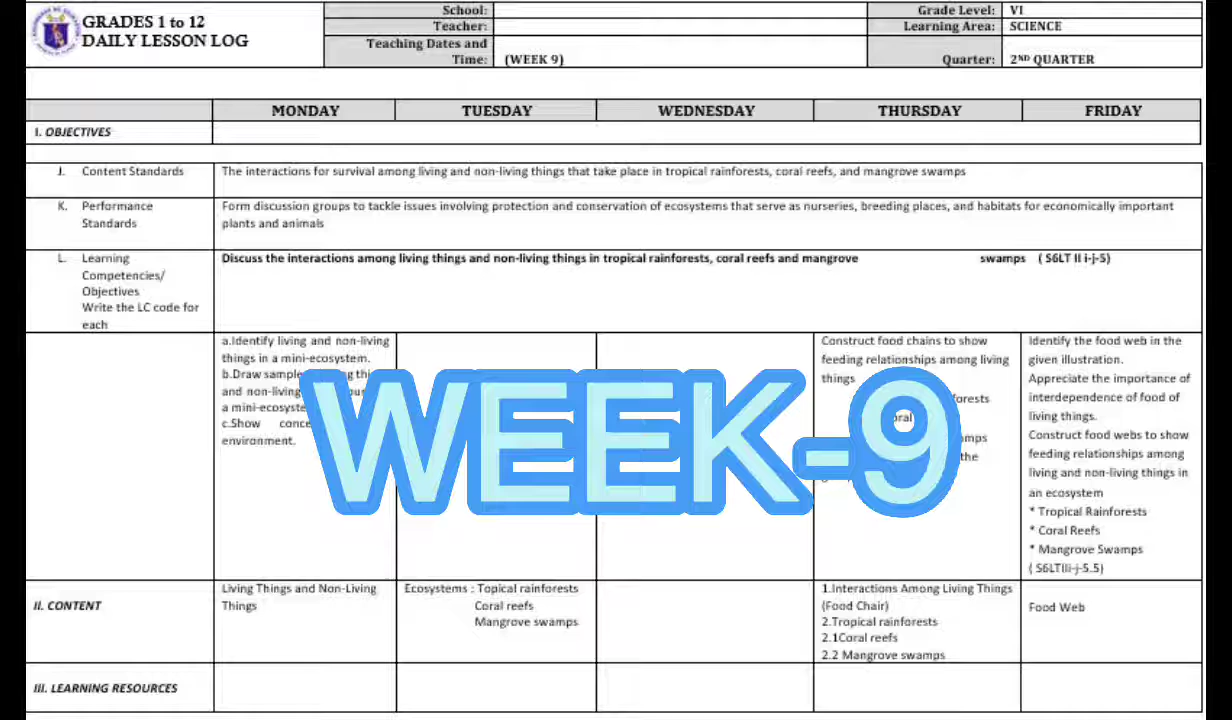 GRADES 1 to 12
DAILY LESSON LOG
School:
Teacher:
Teaching Dates and
Time:
(WEEK 9)
Grade Level:
VI
Learning Area:
SCIENCE
Quarter:
2ND QUARTER
MONDAY
TUESDAY
WEDNESDAY
THURSDAY
FRIDAY
I. OBJECTIVES
J. Content Standards
The interactions for survival among living and non-living things that take place in tropical rainforests, coral reefs, and mangrove swamps
K. Performance
Standards
Form discussion groups to tackle issues involving protection and conservation of ecosystems that serve as nurseries, breeding places, and habitats for economically important
plants and animals
L. Learning
Competencies/
Objectives
Write the LC code for
each
Discuss the interactions among living things and non-living things in tropical rainforests, coral reefs and mangrove swamps ( S6LT II i-j-5)
a.Identify living and non-living
things in a mini-ecosystem.
b.Draw
and non-living
a
c.Show
environment.
Construct food chains to show
feeding relationships among living
things
the
Identify the food web in the
given illustration.
Appreciate the importance of
interdependence of food of
living things.
Construct food webs to show
feeding relationships among
living and non-living things in
an ecosystem
* Tropical Rainforests
* Coral Reefs
* Mangrove Swamps
( S6LTIIi-j-5.5)
WEEK-9
II. CONTENT
Living Things and Non-Living
Things
Ecosystems : Topical rainforests
Coral reefs
Mangrove swamps
1.Interactions Among Living Things
(Food Chair)
2.Tropical rainforests
2.1Coral reefs
2.2 Mangrove swamps
Food Web
III. LEARNING RESOURCES